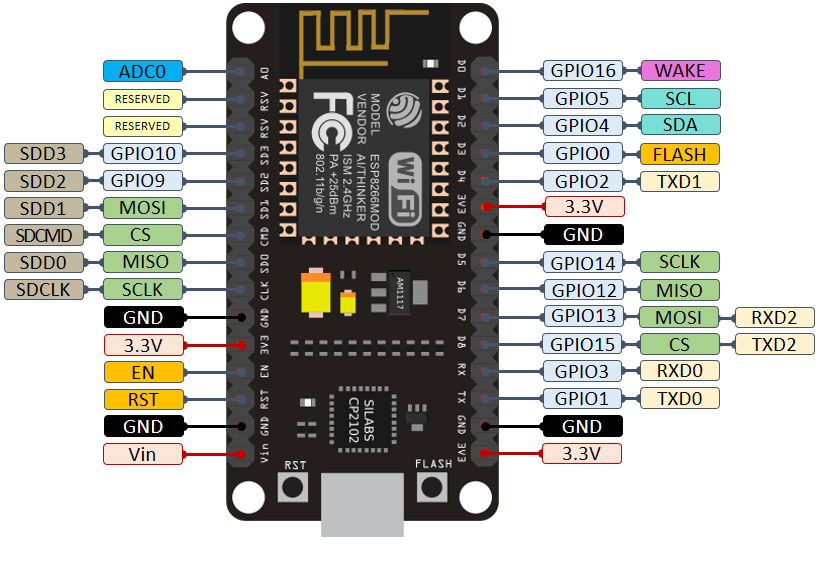 ADC0
RESERVED
RESERVED
SDD3 GPIO10
SDD2 GPIO9
SDD1 MOSI
SDCMD CS
SDD0 MISO
SDCLK SCLK
GND
3.3V
EN
RST
GND
Vin
A0
RSV
RSV
SD3
SD2
SD1
CMD
SD0
CLK
GND
3V3
EN
RST
GND
Vin
MODEL ESP8266MOD
VENDOR AI/THINKER
ISM 2.4GHz
PA +25dBm
802.11b/g/n
FC
Wi Fi
AM1117
SILABS
CP2102
RST
FLASH
D0
D1
D2
D3
D4
3V3
GND
D5
D6
D7
D8
RX
TX
GND
3V3
GPIO16 WAKE
GPIO5 SCL
GPIO4 SDA
GPIO0 FLASH
GPIO2 TXD1
3.3V
GND
GPIO14 SCLK
GPIO12 MISO
GPIO13 MOSI RXD2
GPIO15 CS TXD2
GPIO3 RXD0
GPIO1 TXD0
GND
3.3V